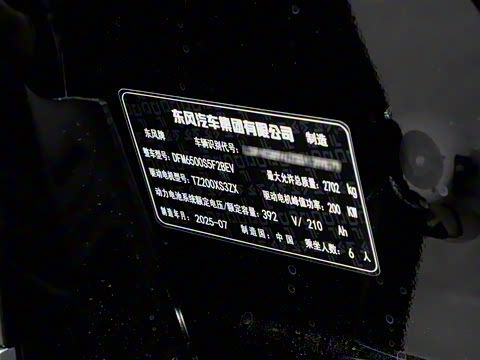 东风汽车集团有限公司 制造
东风牌 车辆识别代号:
整车型号: DFM6500S5F2BEV 最大允许总质量: 2702 kg
驱动电机型号: TZ200XS3ZX 驱动电机峰值功率: 200 KW
动力电池系统额定电压/额定容量: 392 V/ 210 Ah
制造年月: 2025-07 制造国: 中国 乘坐人数: 6 人